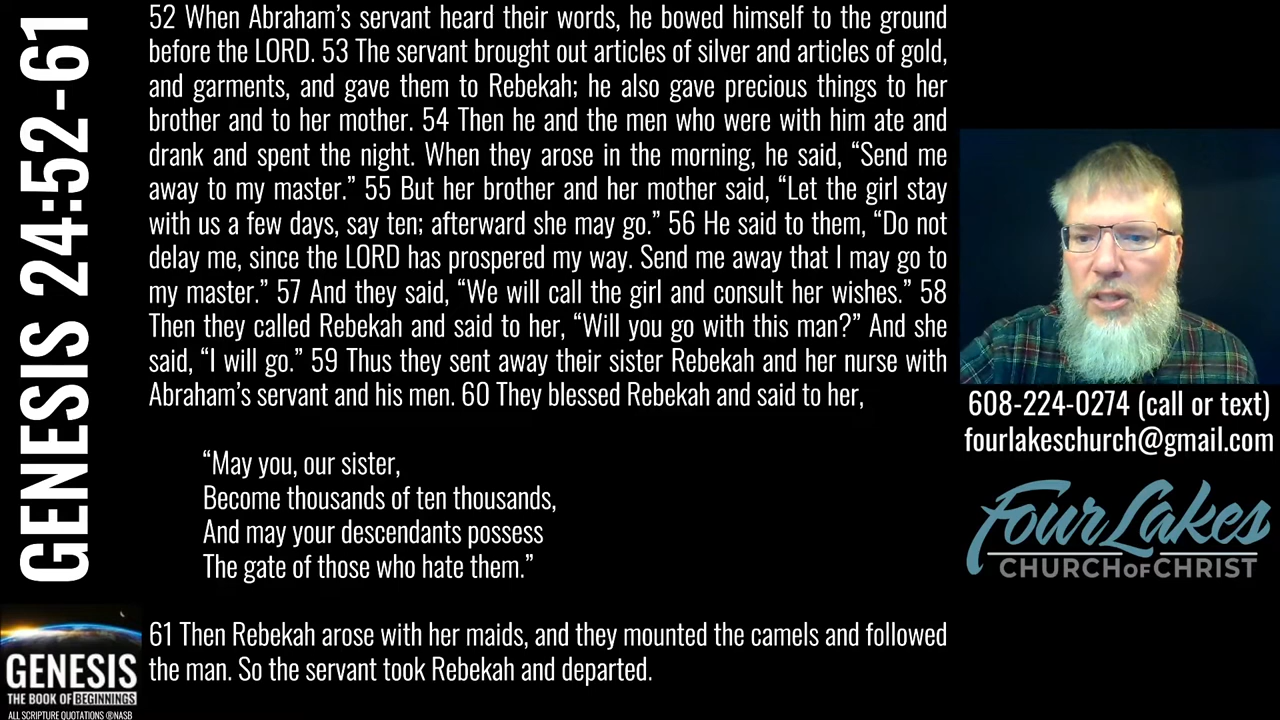 GENESIS 24:52-61
52 When Abraham’s servant heard their words, he bowed himself to the ground
before the LORD. 53 The servant brought out articles of silver and articles of gold,
and garments, and gave them to Rebekah; he also gave precious things to her
brother and to her mother. 54 Then he and the men who were with him ate and
drank and spent the night. When they arose in the morning, he said, “Send me
away to my master.” 55 But her brother and her mother said, “Let the girl stay
with us a few days, say ten; afterward she may go.” 56 He said to them, “Do not
delay me, since the LORD has prospered my way. Send me away that I may go to
my master.” 57 And they said, “We will call the girl and consult her wishes.” 58
Then they called Rebekah and said to her, “Will you go with this man?” And she
said, “I will go.” 59 Thus they sent away their sister Rebekah and her nurse with
Abraham’s servant and his men. 60 They blessed Rebekah and said to her,
“May you, our sister,
Become thousands of ten thousands,
And may your descendants possess
The gate of those who hate them.”
61 Then Rebekah arose with her maids, and they mounted the camels and followed
the man. So the servant took Rebekah and departed.
608-224-0274 (call or text)
fourlakeschurch@gmail.com
Four Lakes
CHURCH OF CHRIST
GENESIS
THE BOOK OF BEGINNINGS
ALL SCRIPTURE QUOTATIONS ®NASB